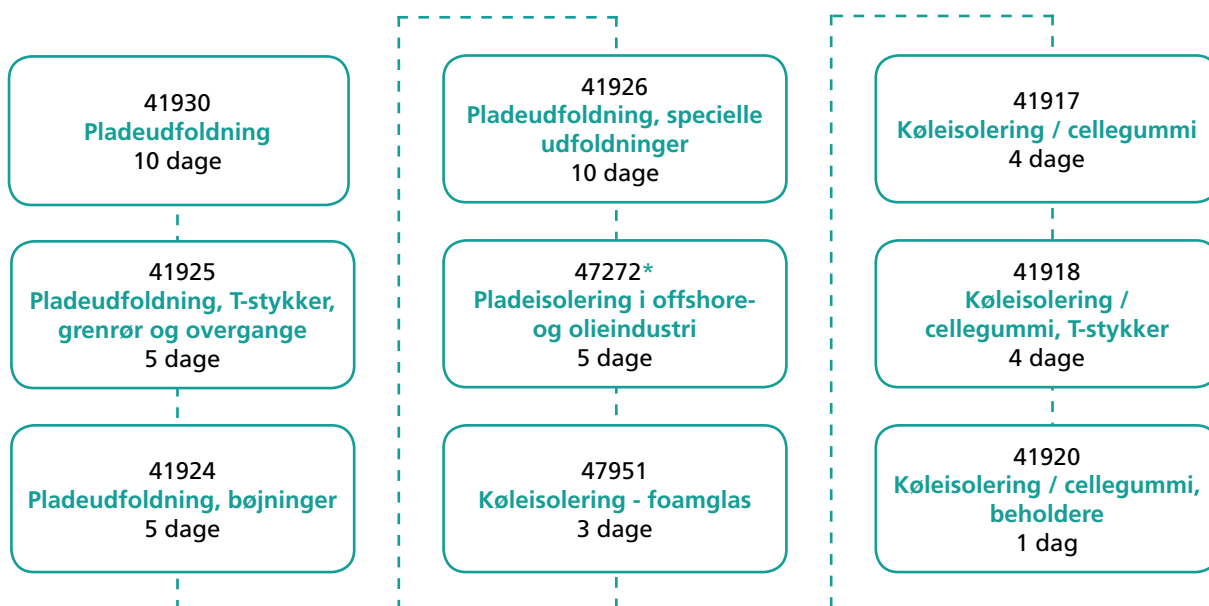 41930
Pladeudfoldning
10 dage
41925
Pladeudfoldning, T-stykker,
grenrør og overgange
5 dage
41924
Pladeudfoldning, bøjninger
5 dage
41926
Pladeudfoldning, specielle
udfoldninger
10 dage
47272*
Pladeisolering i offshore-
og olieindustri
5 dage
47951
Køleisolering - foamglas
3 dage
41917
Køleisolering / cellegummi
4 dage
41918
Køleisolering /
cellegummi, T-stykker
4 dage
41920
Køleisolering / cellegummi,
beholdere
1 dag